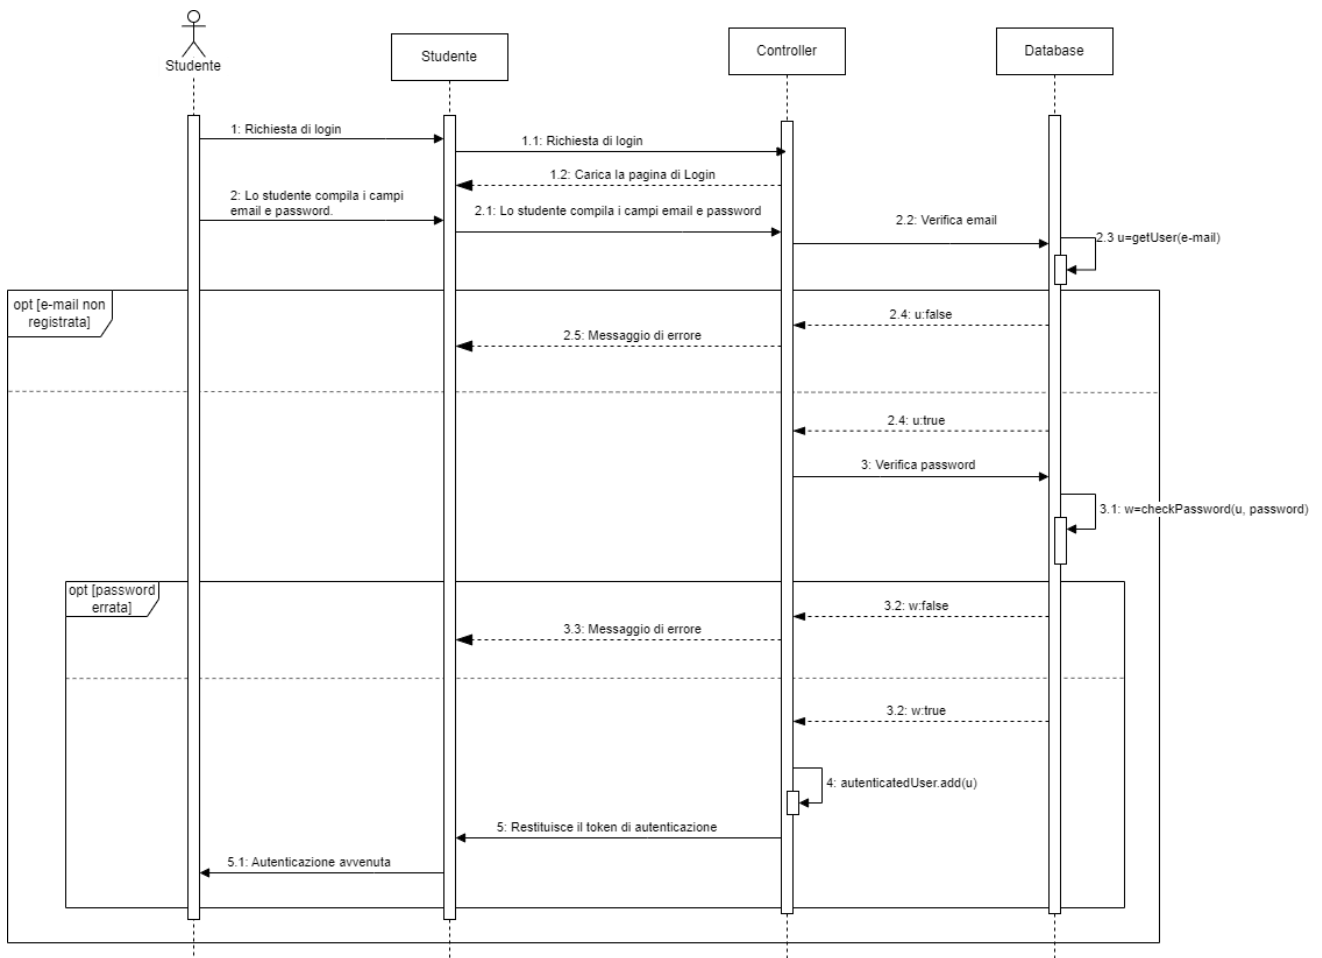 Studente
Studente
Controller
Database
1: Richiesta di login
1.1: Richiesta di login
1.2: Carica la pagina di Login
2: Lo studente compila i campi
email e password.
2.1: Lo studente compila i campi email e password
2.2: Verifica email
2.3 u=getUser(e-mail)
opt [e-mail non
registrata]
2.4: u:false
2.5: Messaggio di errore
2.4: u:true
3: Verifica password
3.1: w=checkPassword(u, password)
opt [password
errata]
3.2: w:false
3.3: Messaggio di errore
3.2: w:true
4: autenticatedUser.add(u)
5: Restituisce il token di autenticazione
5.1: Autenticazione avvenuta